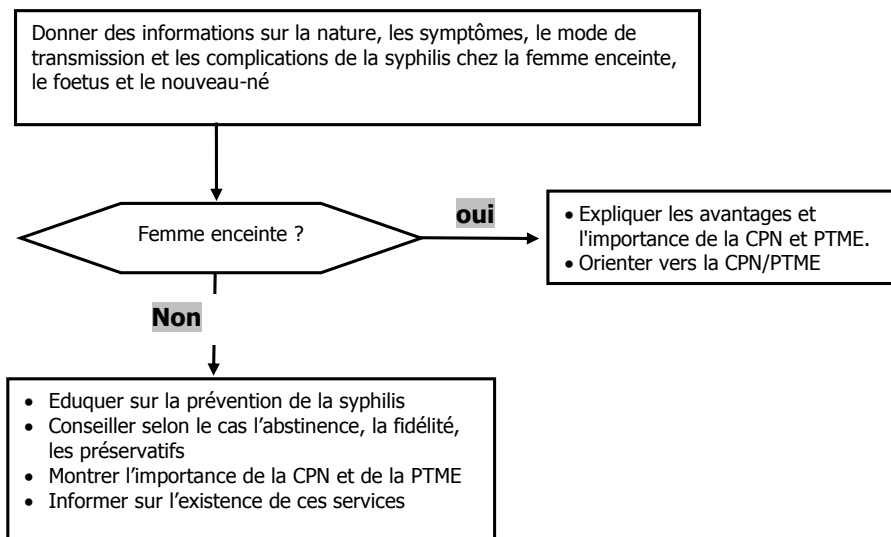 Donner des informations sur la nature, les symptômes, le mode de
transmission et les complications de la syphilis chez la femme enceinte,
le foetus et le nouveau-né
Femme enceinte ?
oui
• Expliquer les avantages et
l'importance de la CPN et PTME.
• Orienter vers la CPN/PTME
Non
• Eduquer sur la prévention de la syphilis
• Conseiller selon le cas l’abstinence, la fidélité,
les préservatifs
• Montrer l’importance de la CPN et de la PTME
• Informer sur l’existence de ces services